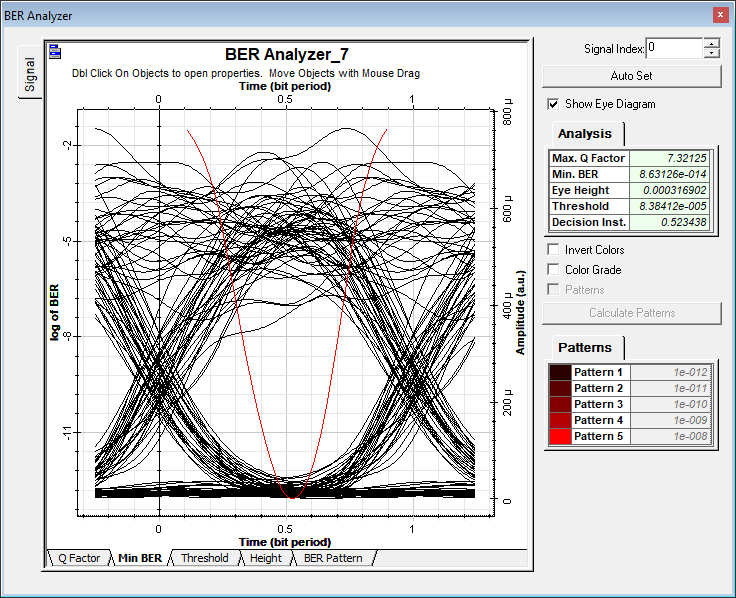 BER Analyzer
x
Signal
BER Analyzer_7
Dbl Click On Objects to open properties. Move Objects with Mouse Drag
Time (bit period)
0 0.5 1
-2
-5
-8
-11
log of BER
800 µ
600 µ
400 µ
200 µ
0
Amplitude (a.u.)
0 0.5 1
Time (bit period)
Q Factor Min BER Threshold Height BER Pattern
Signal Index: 0
Auto Set
Show Eye Diagram
Analysis
Max. Q Factor 7.32125
Min. BER 8.63126e-014
Eye Height 0.000316902
Threshold 8.38412e-005
Decision Inst. 0.523438
Invert Colors
Color Grade
Patterns
Calculate Patterns
Patterns
Pattern 1 1e-012
Pattern 2 1e-011
Pattern 3 1e-010
Pattern 4 1e-009
Pattern 5 1e-008